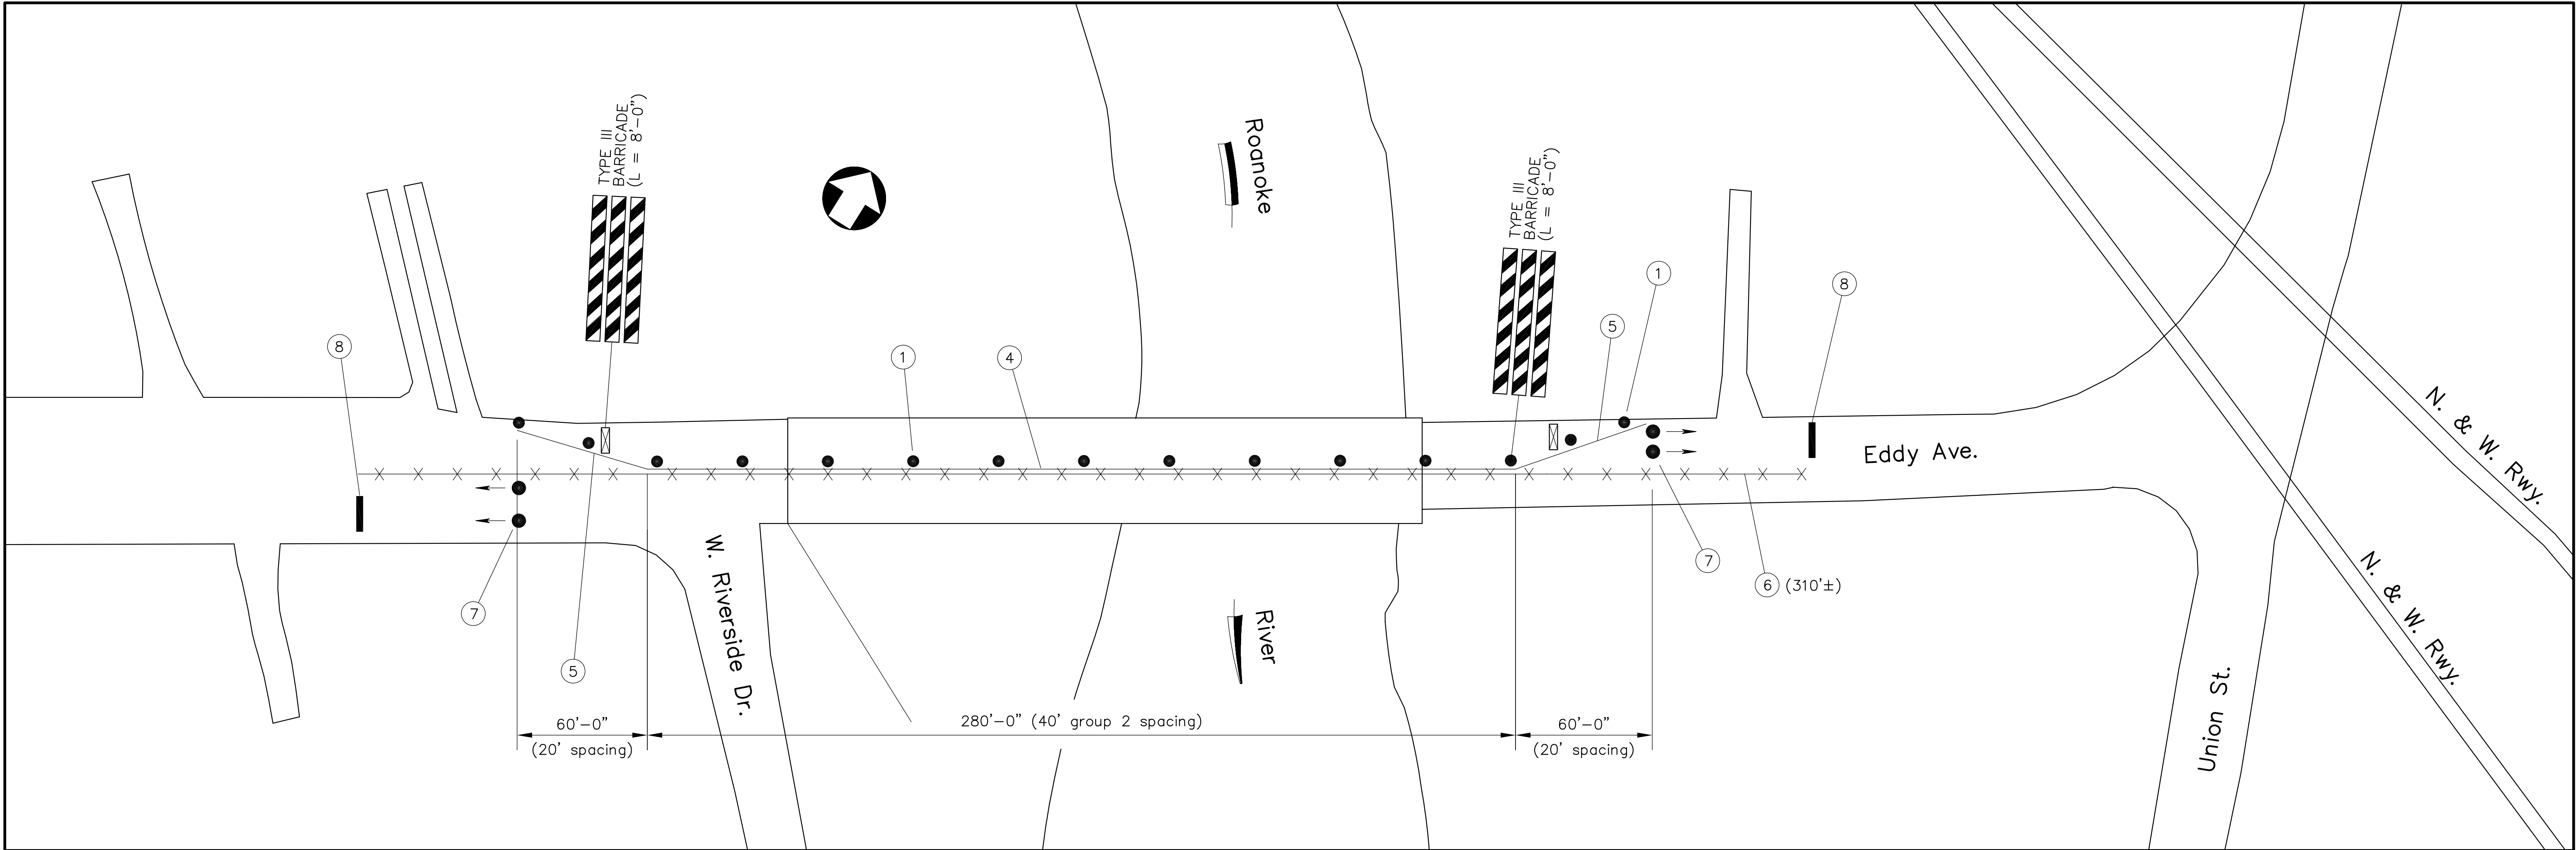 TYPE III
BARRICADE
(L = 8'-0")
Roanoke
TYPE III
BARRICADE
(L = 8'-0")
1
8
5
8
1
4
N. & W. Rwy.
Eddy Ave.
W. Riverside Dr.
7
6 (310'±)
N. & W. Rwy.
7
River
5
60'-0"
(20' spacing)
280'-0" (40' group 2 spacing)
60'-0"
(20' spacing)
Union St.